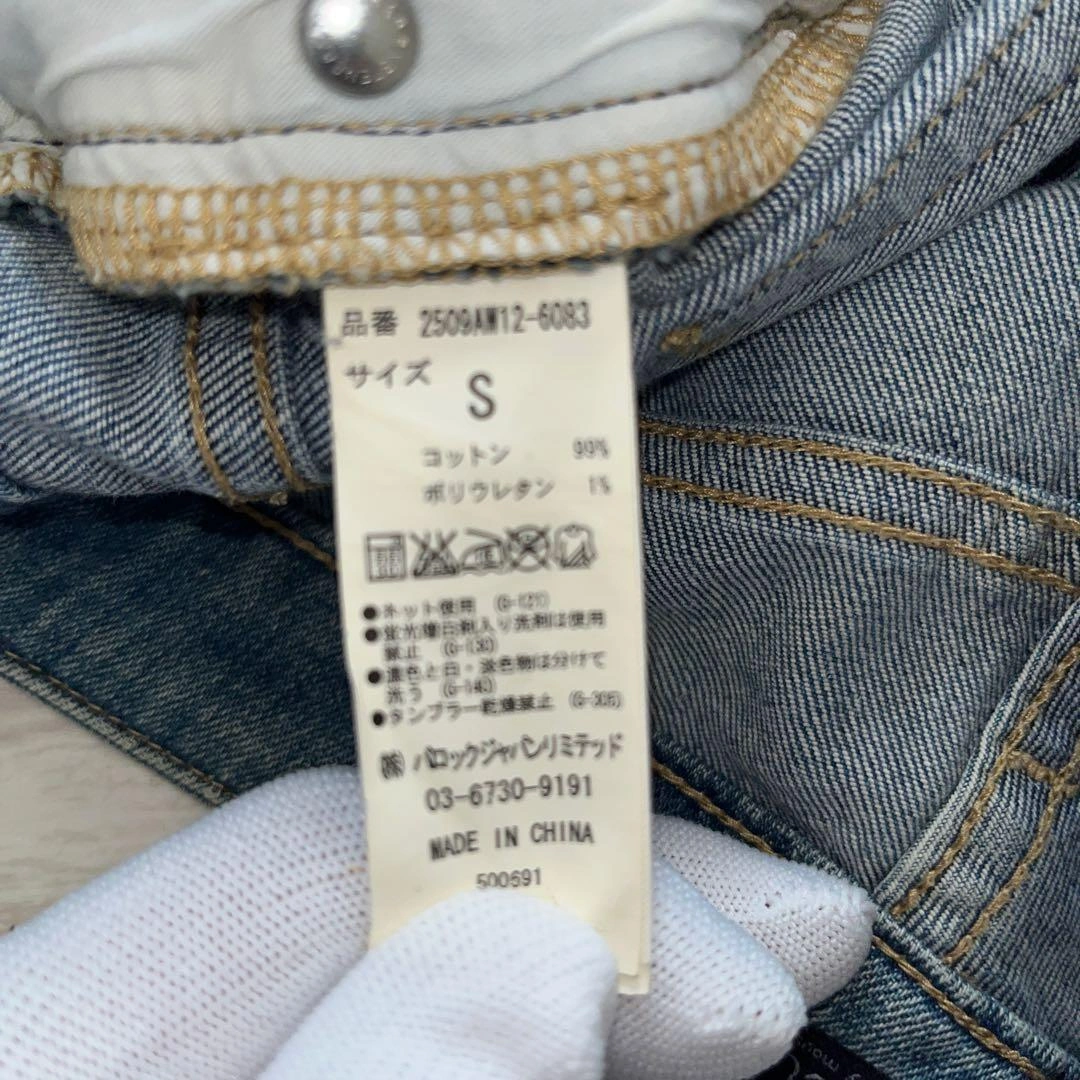 品番 2509AW12-6083
サイズ
S
コットン 99%
ポリウレタン 1%
●ネット使用 (G-121)
●蛍光増白剤入り洗剤は使用
禁止 (G-130)
●濃色と白・淡色物は分けて
洗う (G-140)
●タンブラー乾燥禁止 (G-305)
㈱バロックジャパンリミテッド
03-6730-9191
MADE IN CHINA
500691